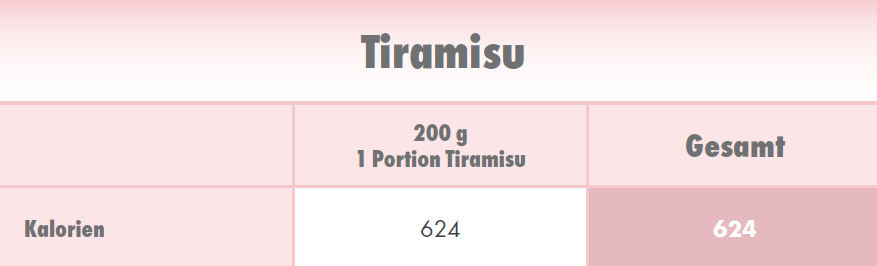 Tiramisu
200 g
1 Portion Tiramisu
Gesamt
Kalorien
624
624